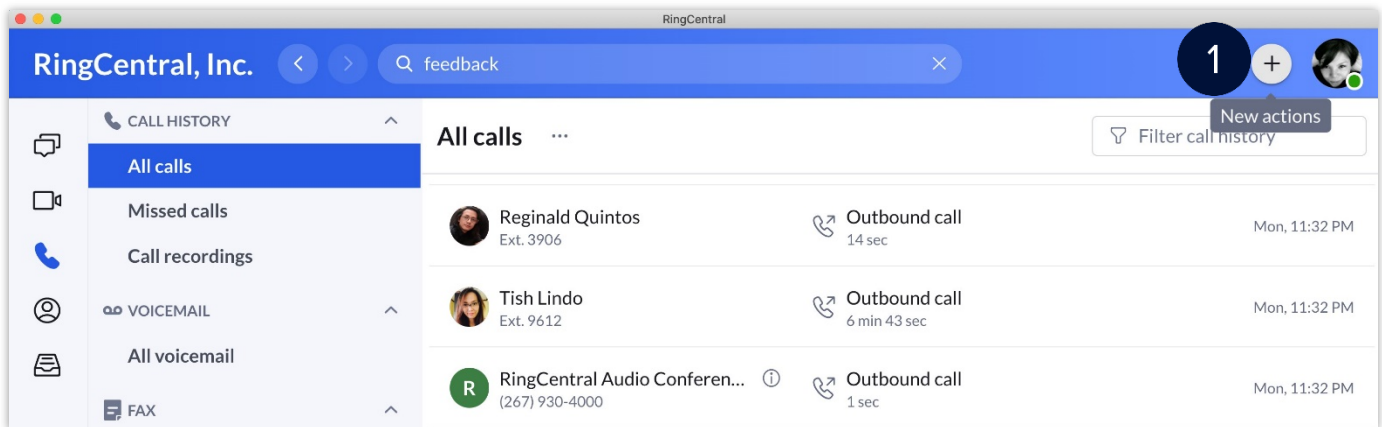 RingCentral
RingCentral, Inc.
feedback
1
New actions
CALL HISTORY
All calls
Missed calls
Call recordings
VOICEMAIL
All voicemail
FAX
All calls
Filter call history
Reginald Quintos
Ext. 3906
Outbound call
14 sec
Mon, 11:32 PM
Tish Lindo
Ext. 9612
Outbound call
6 min 43 sec
Mon, 11:32 PM
R
RingCentral Audio Conferen...
(267) 930-4000
Outbound call
1 sec
Mon, 11:32 PM